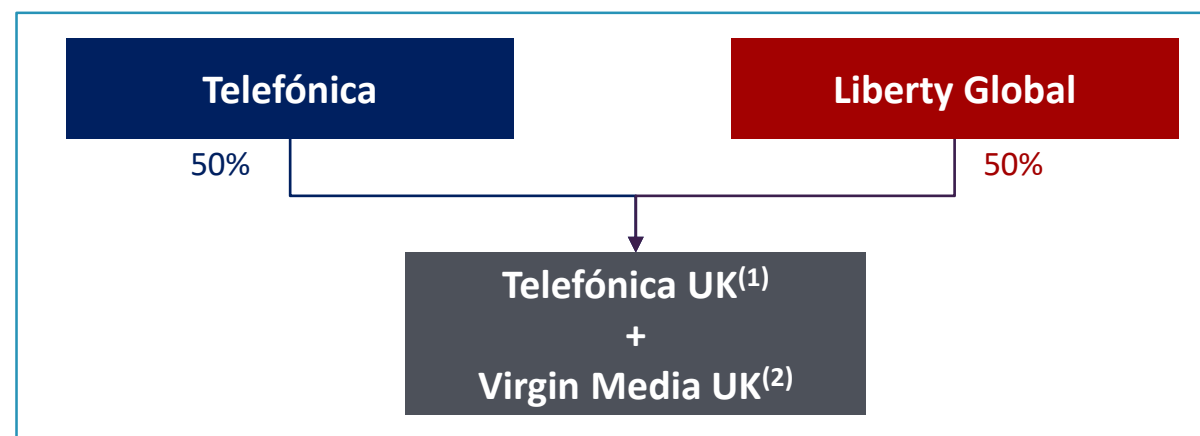 Telefónica
Liberty Global
50%
50%
Telefónica UK(1)
+
Virgin Media UK(2)